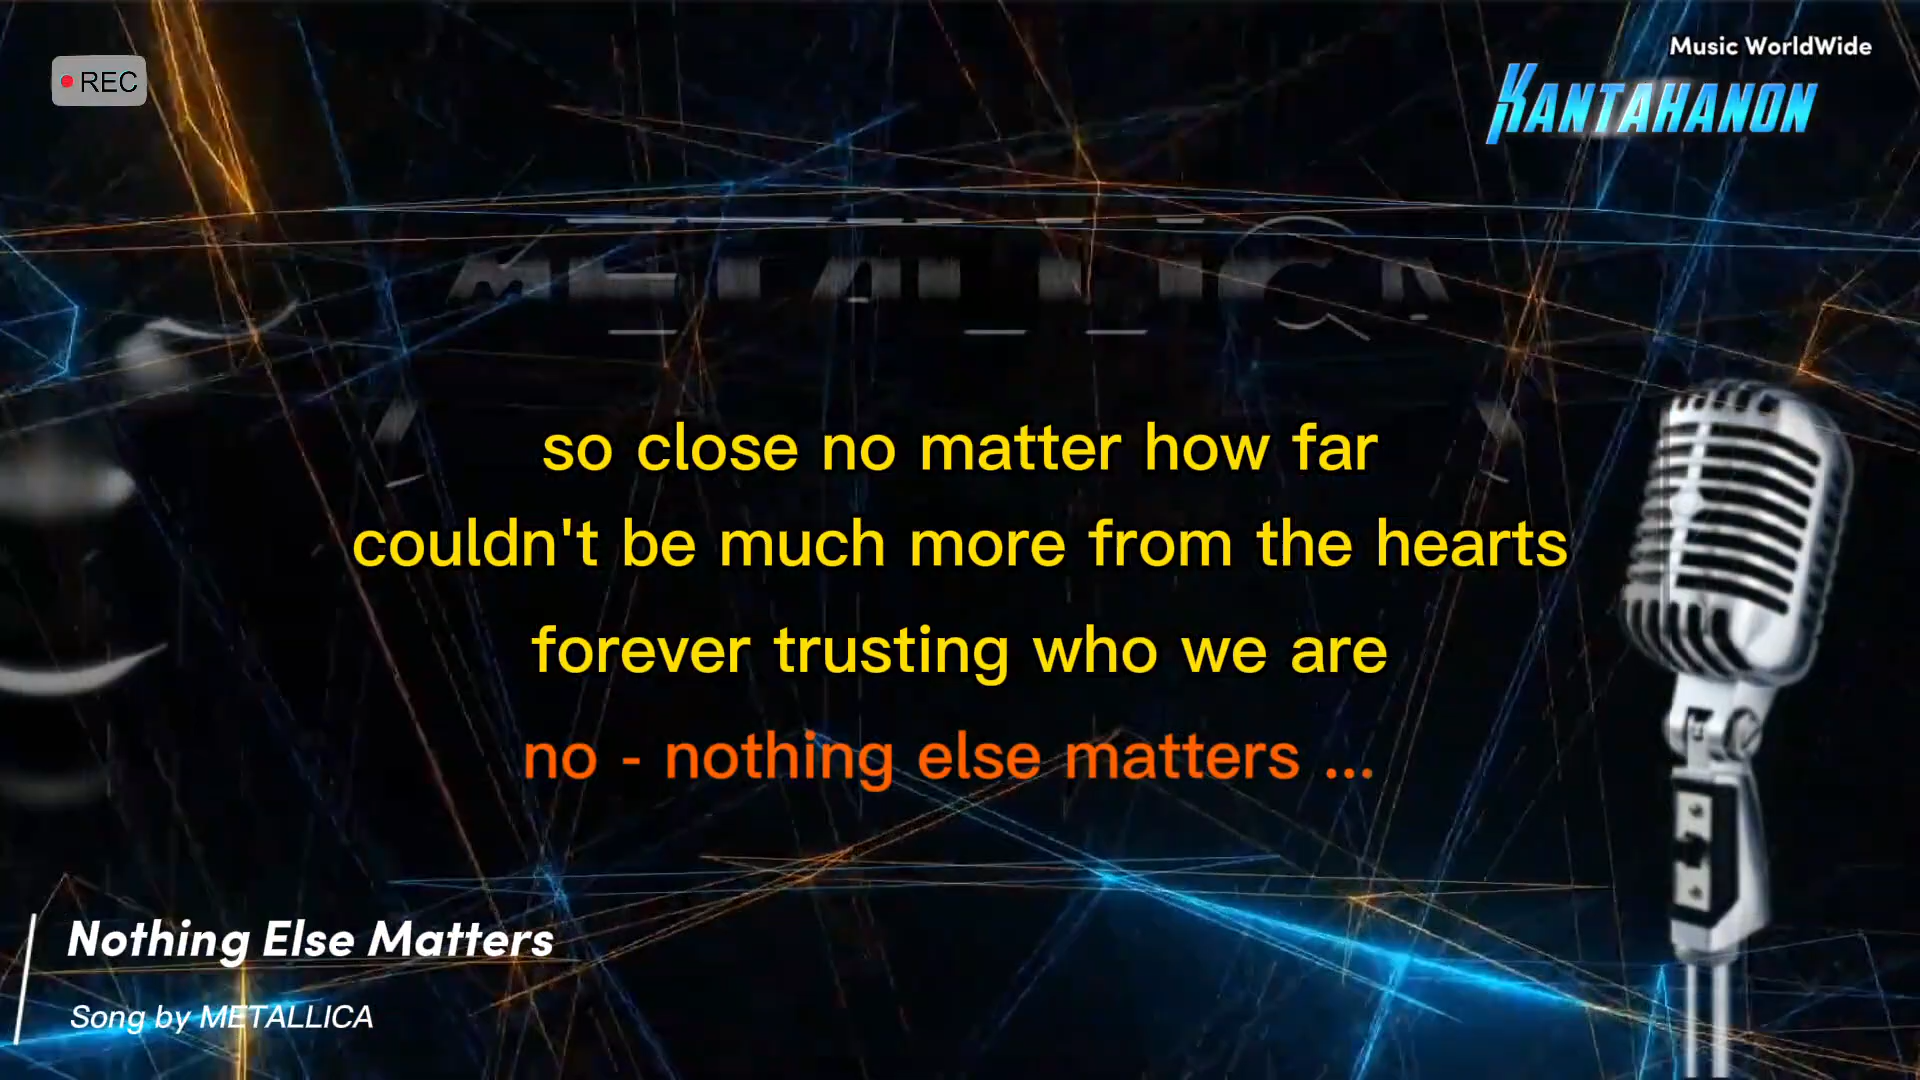 REC
Music WorldWide
KANTAHANON
METALLICA
so close no matter how far
couldn't be much more from the hearts
forever trusting who we are
no - nothing else matters ...
Nothing Else Matters
Song by METALLICA